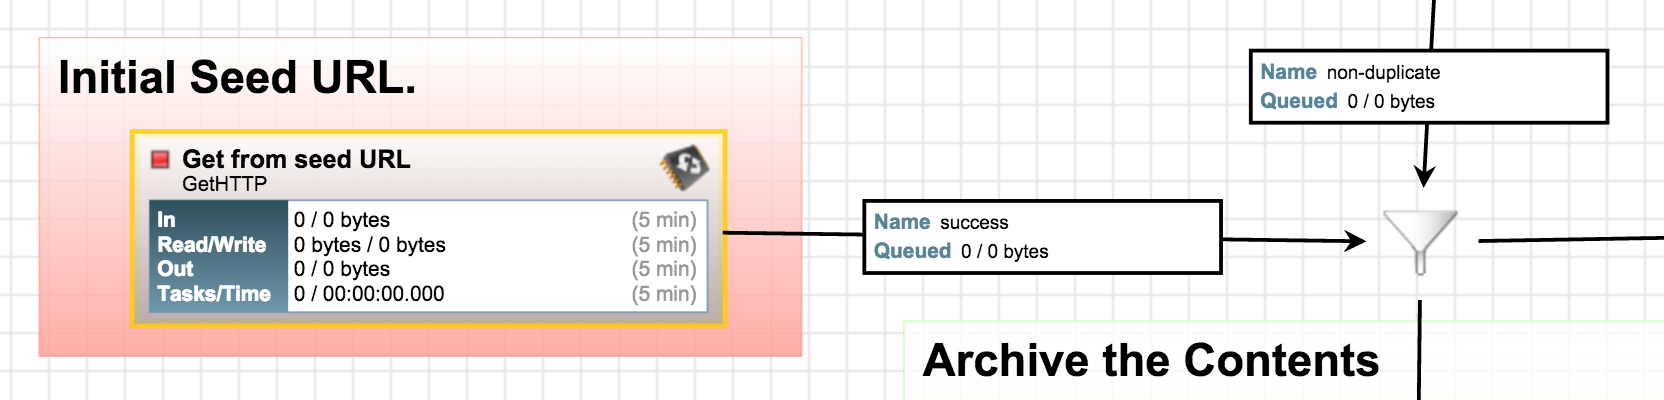 Initial Seed URL.
Get from seed URL
GetHTTP
In 0 / 0 bytes (5 min)
Read/Write 0 bytes / 0 bytes (5 min)
Out 0 / 0 bytes (5 min)
Tasks/Time 0 / 00:00:00.000 (5 min)
Name success
Queued 0 / 0 bytes
Name non-duplicate
Queued 0 / 0 bytes
Archive the Contents